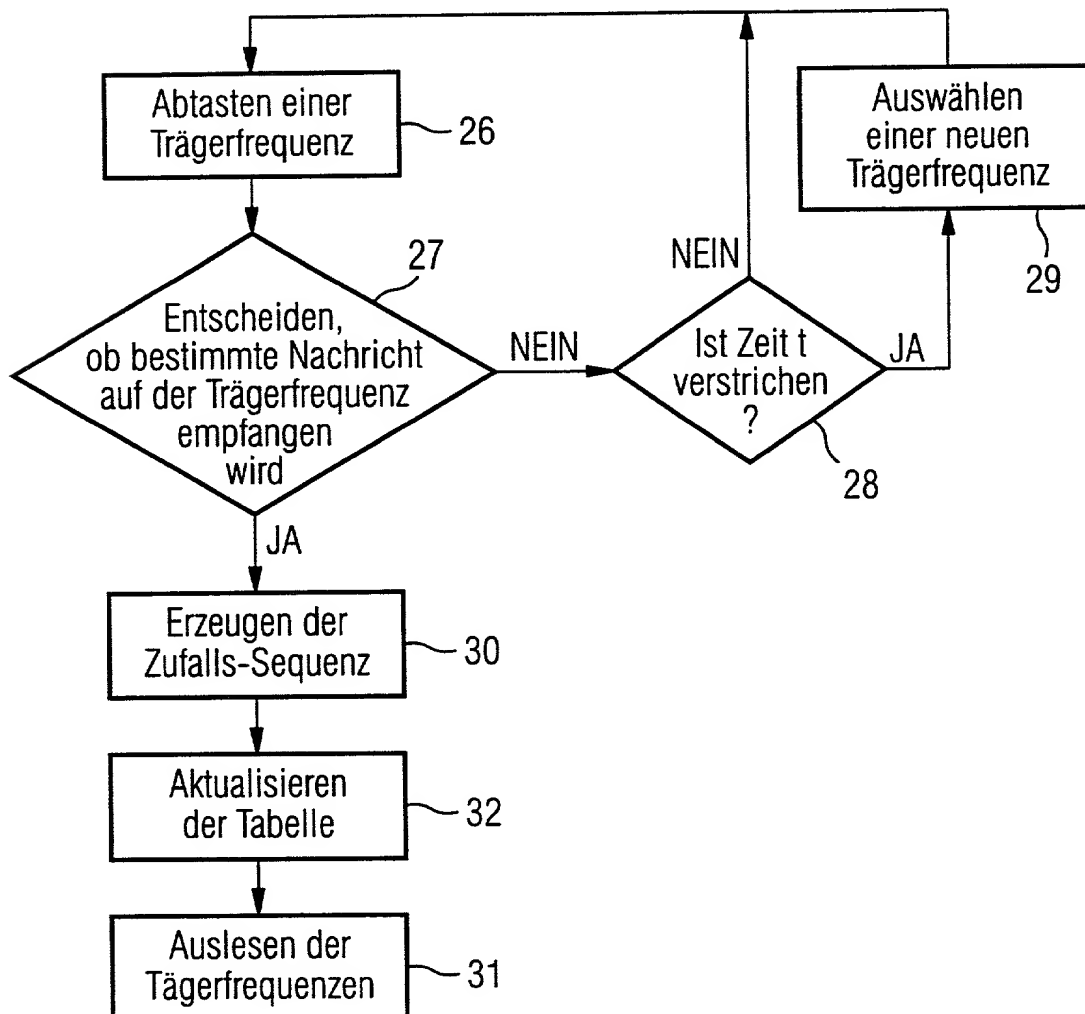 Abtasten einer
Trägerfrequenz
26
Auswählen
einer neuen
Trägerfrequenz
29
27
Entscheiden,
ob bestimmte Nachricht
auf der Trägerfrequenz
empfangen
wird
NEIN
NEIN
Ist Zeit t
verstrichen
?
JA
28
JA
Erzeugen der
Zufalls-Sequenz
30
Aktualisieren
der Tabelle
32
Auslesen der
Tägerfrequenzen
31